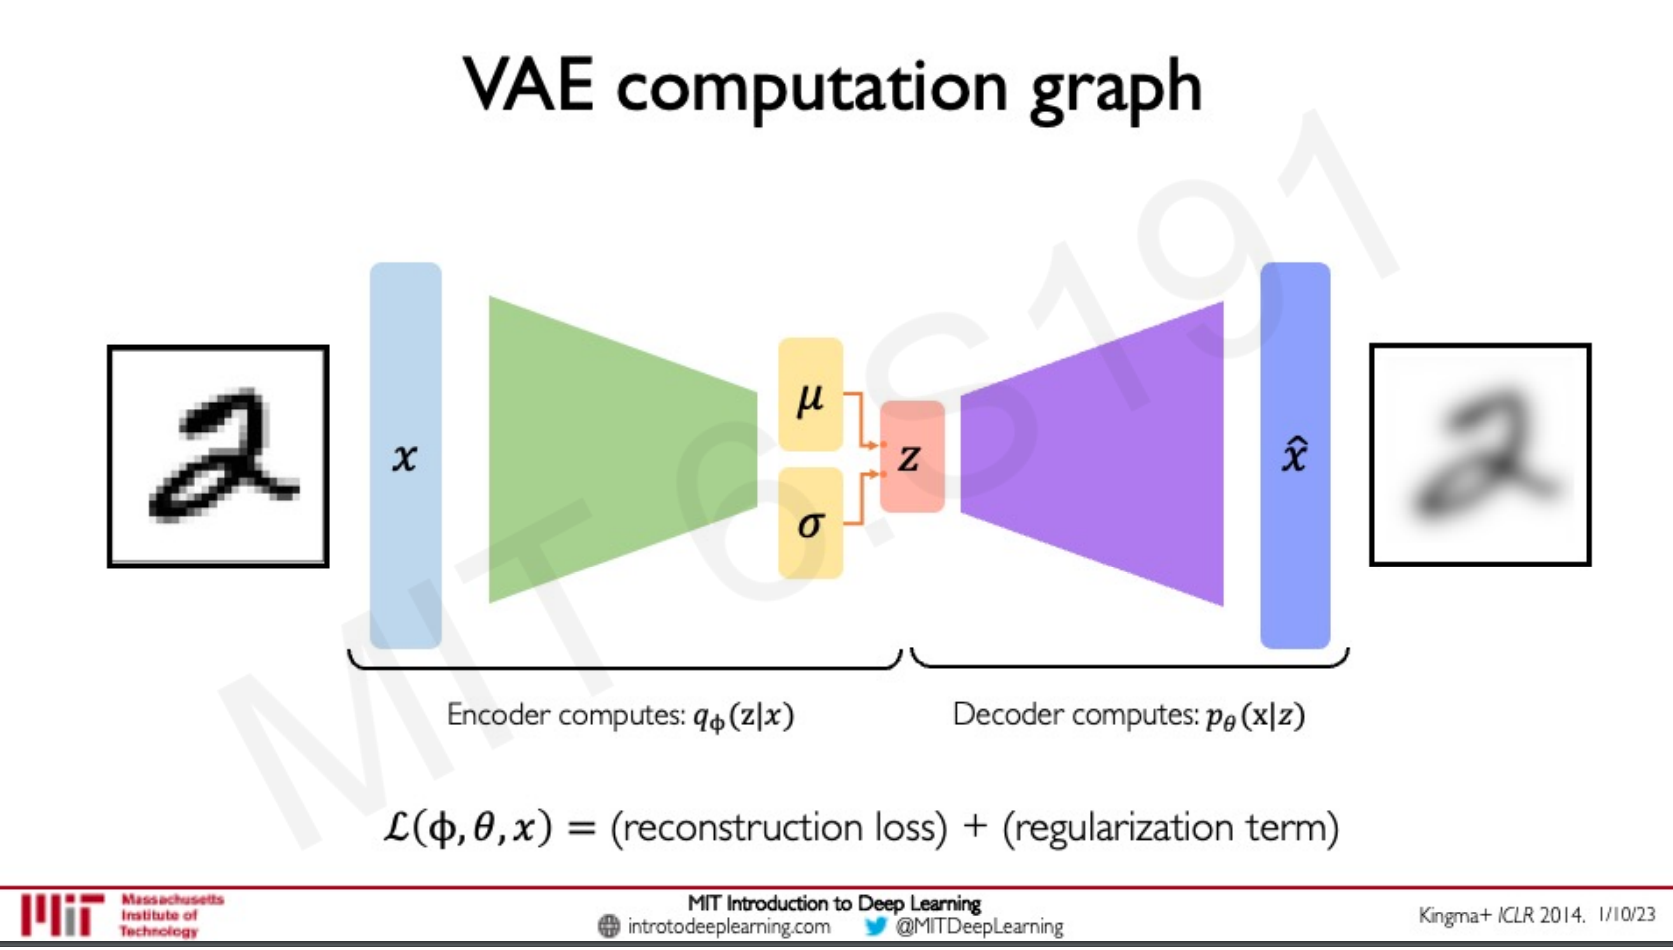 VAE computation graph
MIT 6.S191
x
μ
σ
z
x̂
Encoder computes: qϕ(z|x)
Decoder computes: pθ(x|z)
ℒ(ϕ, θ, x) = (reconstruction loss) + (regularization term)
MIT
Massachusetts
Institute of
Technology
MIT Introduction to Deep Learning
introtodeeplearning.com @MITDeepLearning
Kingma+ ICLR 2014. 1/10/23